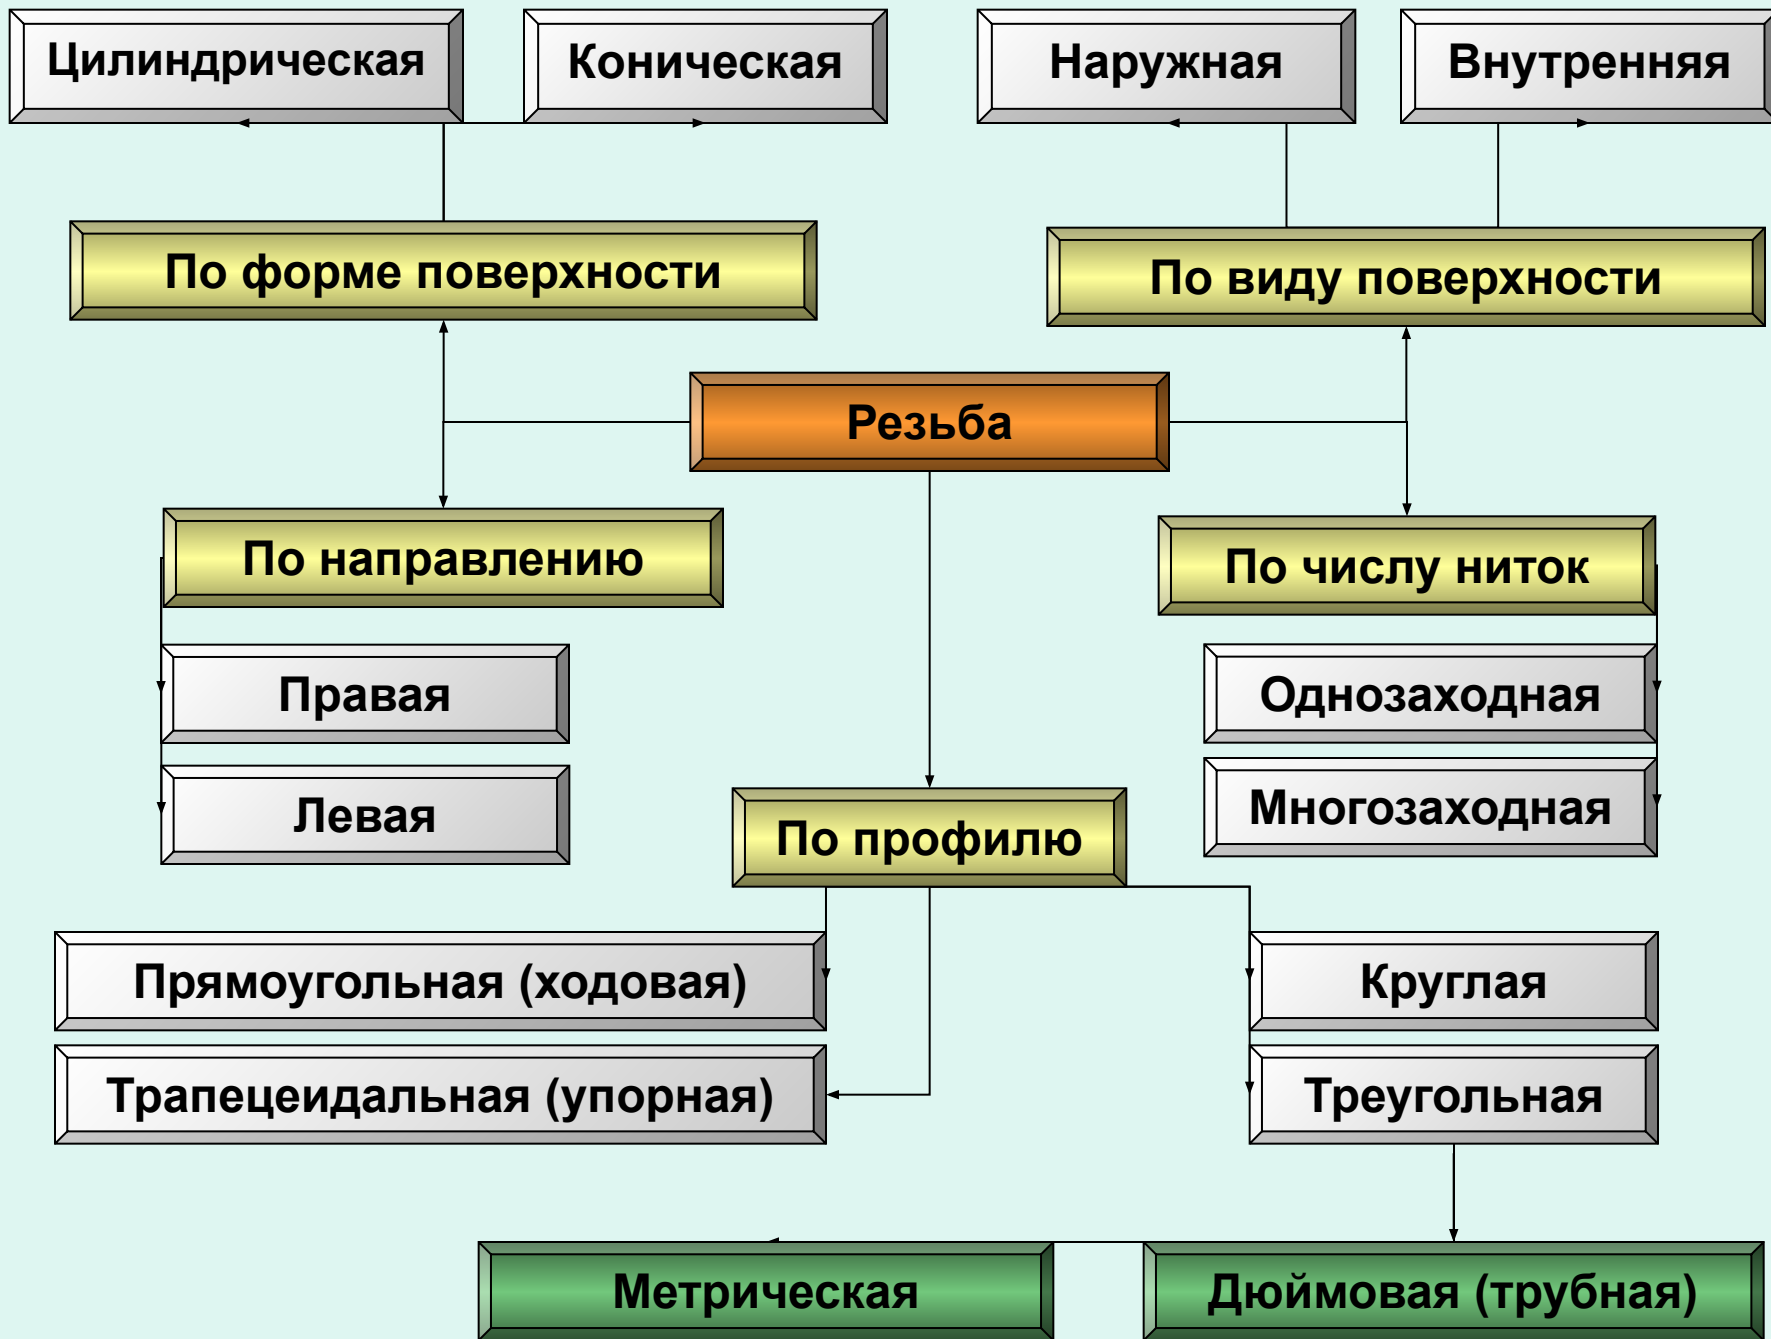 Цилиндрическая
Коническая
Наружная
Внутренняя
По форме поверхности
По виду поверхности
Резьба
По направлению
По числу ниток
Правая
Однозаходная
Левая
Многозаходная
По профилю
Прямоугольная (ходовая)
Круглая
Трапецеидальная (упорная)
Треугольная
Метрическая
Дюймовая (трубная)